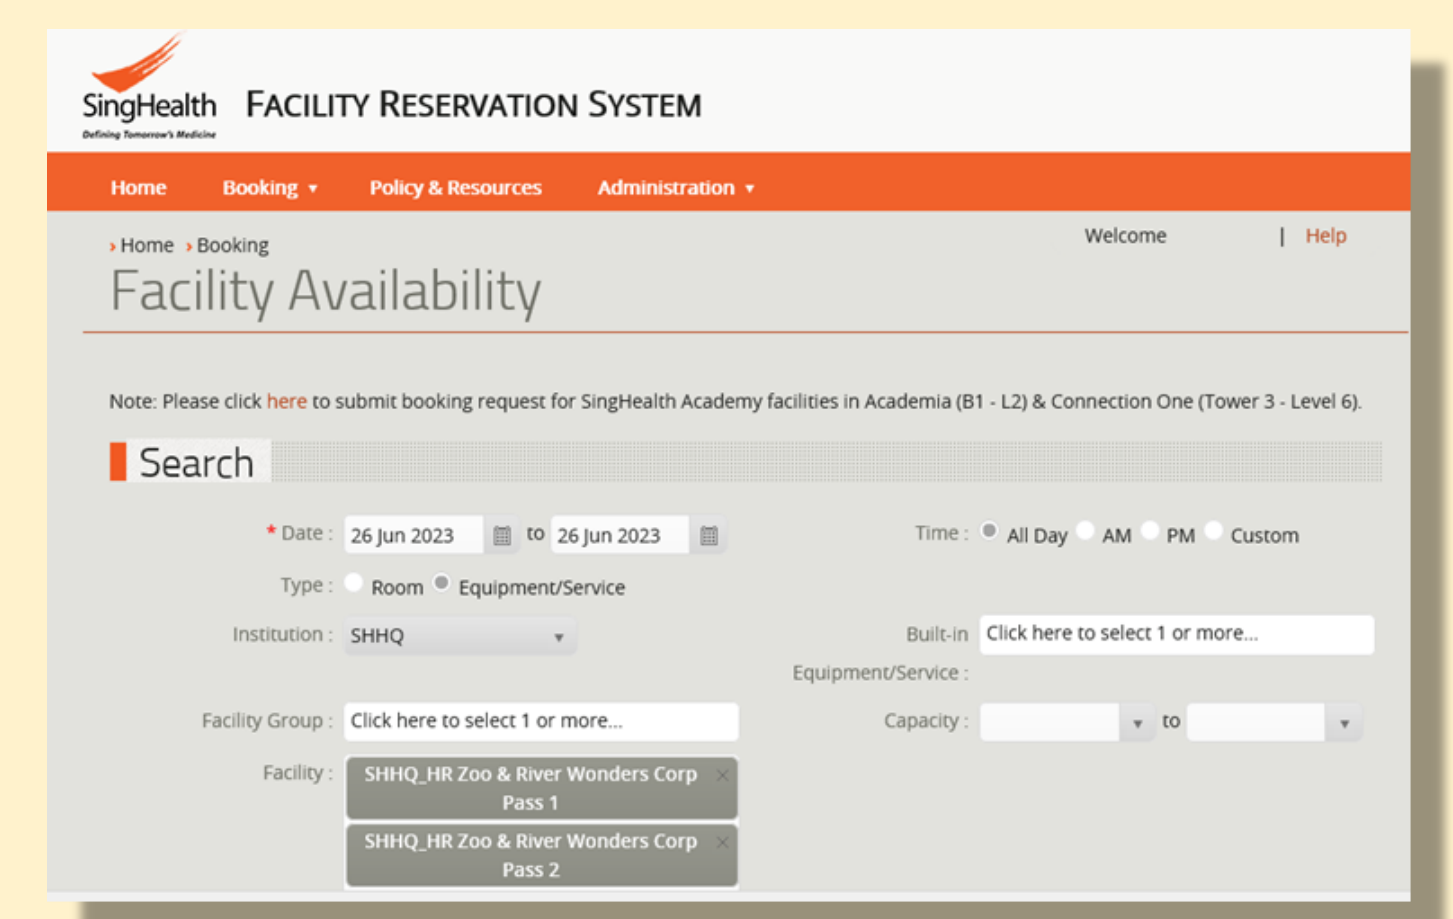 SingHealth
Defining Tomorrow's Medicine
FACILITY RESERVATION SYSTEM
Home Booking ▾ Policy & Resources Administration ▾
› Home › Booking
Welcome | Help
Facility Availability
Note: Please click here to submit booking request for SingHealth Academy facilities in Academia (B1 - L2) & Connection One (Tower 3 - Level 6).
Search
* Date : 26 Jun 2023 to 26 Jun 2023
Time : All Day AM PM Custom
Type : Room Equipment/Service
Institution : SHHQ
Built-in Click here to select 1 or more...
Equipment/Service :
Facility Group : Click here to select 1 or more...
Capacity : to
Facility : SHHQ_HR Zoo & River Wonders Corp ×
Pass 1
SHHQ_HR Zoo & River Wonders Corp ×
Pass 2